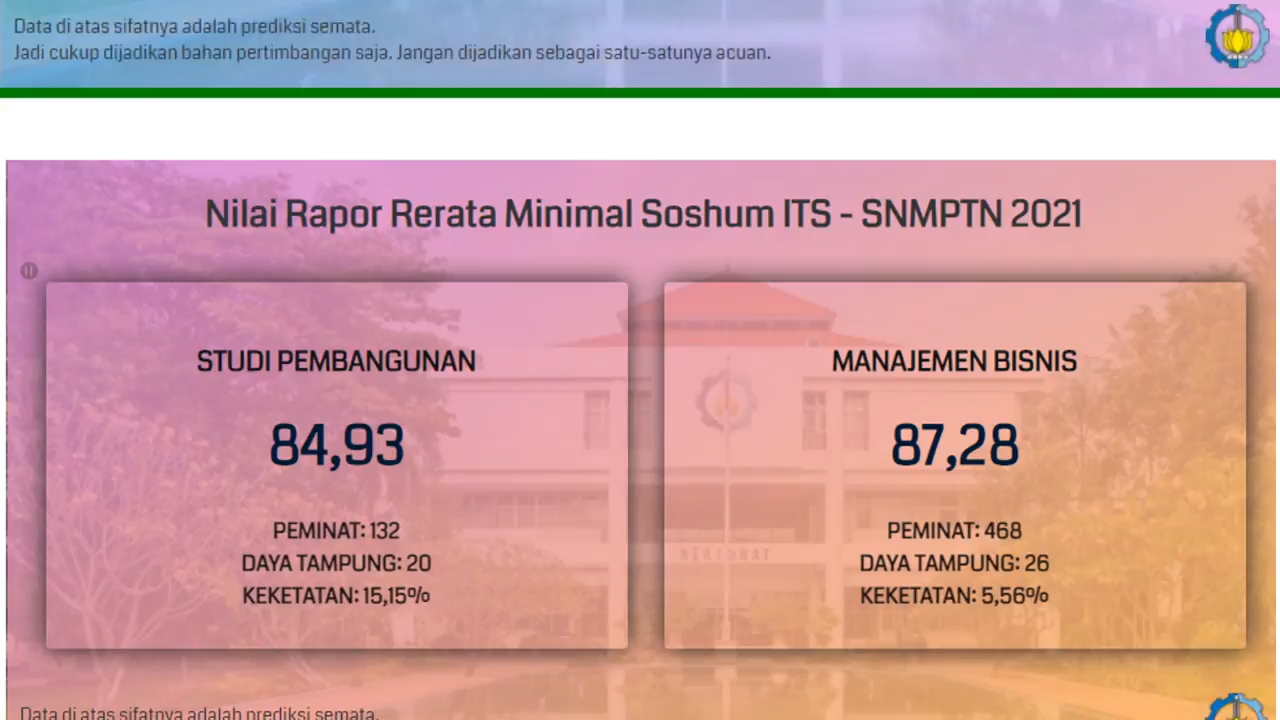 Data di atas sifatnya adalah prediksi semata.
Jadi cukup dijadikan bahan pertimbangan saja. Jangan dijadikan sebagai satu-satunya acuan.
Nilai Rapor Rerata Minimal Soshum ITS - SNMPTN 2021
STUDI PEMBANGUNAN
84,93
PEMINAT: 132
DAYA TAMPUNG: 20
KEKETATAN: 15,15%
MANAJEMEN BISNIS
87,28
PEMINAT: 468
DAYA TAMPUNG: 26
KEKETATAN: 5,56%
REKTORAT
Data di atas sifatnya adalah prediksi semata.